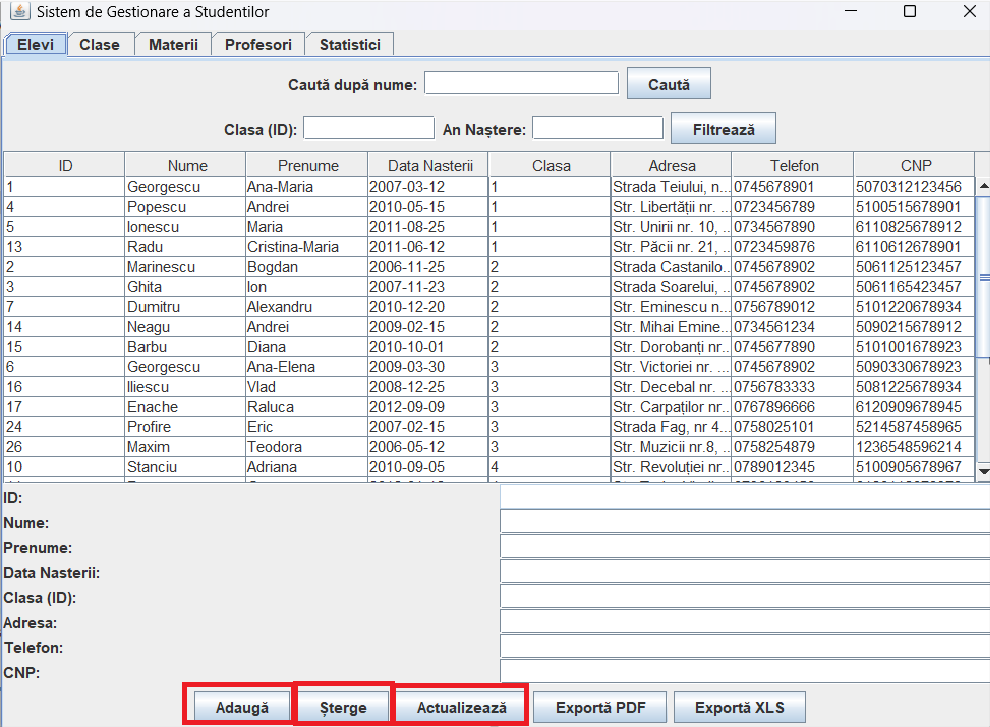 Sistem de Gestionare a Studentilor
Elevi Clase Materii Profesori Statistici
Caută după nume: Caută
Clasa (ID): An Naștere: Filtrează
ID Nume Prenume Data Nasterii Clasa Adresa Telefon CNP
1 Georgescu Ana-Maria 2007-03-12 1 Strada Teiului, n... 0745678901 5070312123456
4 Popescu Andrei 2010-05-15 1 Str. Libertății nr. ... 0723456789 5100515678901
5 Ionescu Maria 2011-08-25 1 Str. Unirii nr. 10, ... 0734567890 6110825678912
13 Radu Cristina-Maria 2011-06-12 1 Str. Păcii nr. 21, ... 0723459876 6110612678901
2 Marinescu Bogdan 2006-11-25 2 Strada Castanilo... 0745678902 5061125123457
3 Ghita Ion 2007-11-23 2 Strada Soarelui, ... 0745678902 5061165423457
7 Dumitru Alexandru 2010-12-20 2 Str. Eminescu n... 0756789012 5101220678934
14 Neagu Andrei 2009-02-15 2 Str. Mihai Emine... 0734561234 5090215678912
15 Barbu Diana 2010-10-01 2 Str. Dorobanți nr... 0745677890 5101001678923
6 Georgescu Ana-Elena 2009-03-30 3 Str. Victoriei nr. ... 0745678902 5090330678923
16 Iliescu Vlad 2008-12-25 3 Str. Decebal nr. ... 0756783333 5081225678934
17 Enache Raluca 2012-09-09 3 Str. Carpaților nr... 0767896666 6120909678945
24 Profire Eric 2007-02-15 3 Strada Fag, nr 4... 0758025101 5214587458965
26 Maxim Teodora 2006-05-12 3 Str. Muzicii nr.8, ... 0758254879 1236548596214
10 Stanciu Adriana 2010-09-05 4 Str. Revoluției nr... 0789012345 5100905678967
ID:
Nume:
Prenume:
Data Nasterii:
Clasa (ID):
Adresa:
Telefon:
CNP:
Adaugă Șterge Actualizează Exportă PDF Exportă XLS